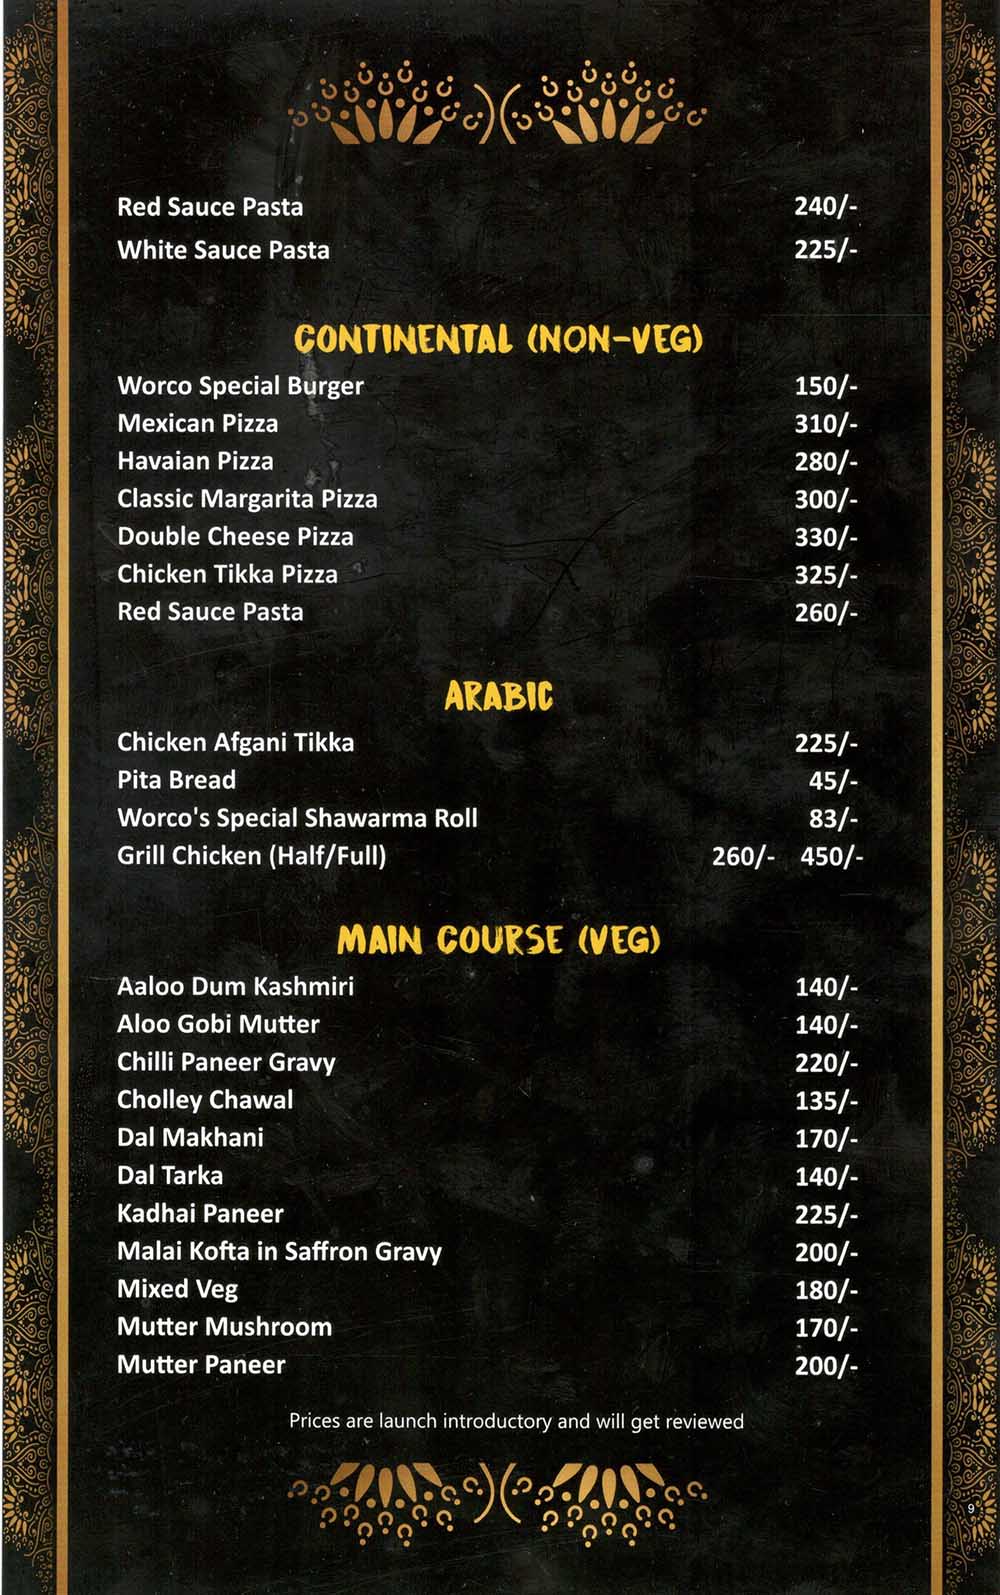 Red Sauce Pasta 240/-
White Sauce Pasta 225/-
CONTINENTAL (NON-VEG)
Worco Special Burger 150/-
Mexican Pizza 310/-
Havaian Pizza 280/-
Classic Margarita Pizza 300/-
Double Cheese Pizza 330/-
Chicken Tikka Pizza 325/-
Red Sauce Pasta 260/-
ARABIC
Chicken Afgani Tikka 225/-
Pita Bread 45/-
Worco's Special Shawarma Roll 83/-
Grill Chicken (Half/Full) 260/- 450/-
MAIN COURSE (VEG)
Aaloo Dum Kashmiri 140/-
Aloo Gobi Mutter 140/-
Chilli Paneer Gravy 220/-
Cholley Chawal 135/-
Dal Makhani 170/-
Dal Tarka 140/-
Kadhai Paneer 225/-
Malai Kofta in Saffron Gravy 200/-
Mixed Veg 180/-
Mutter Mushroom 170/-
Mutter Paneer 200/-
Prices are launch introductory and will get reviewed
9